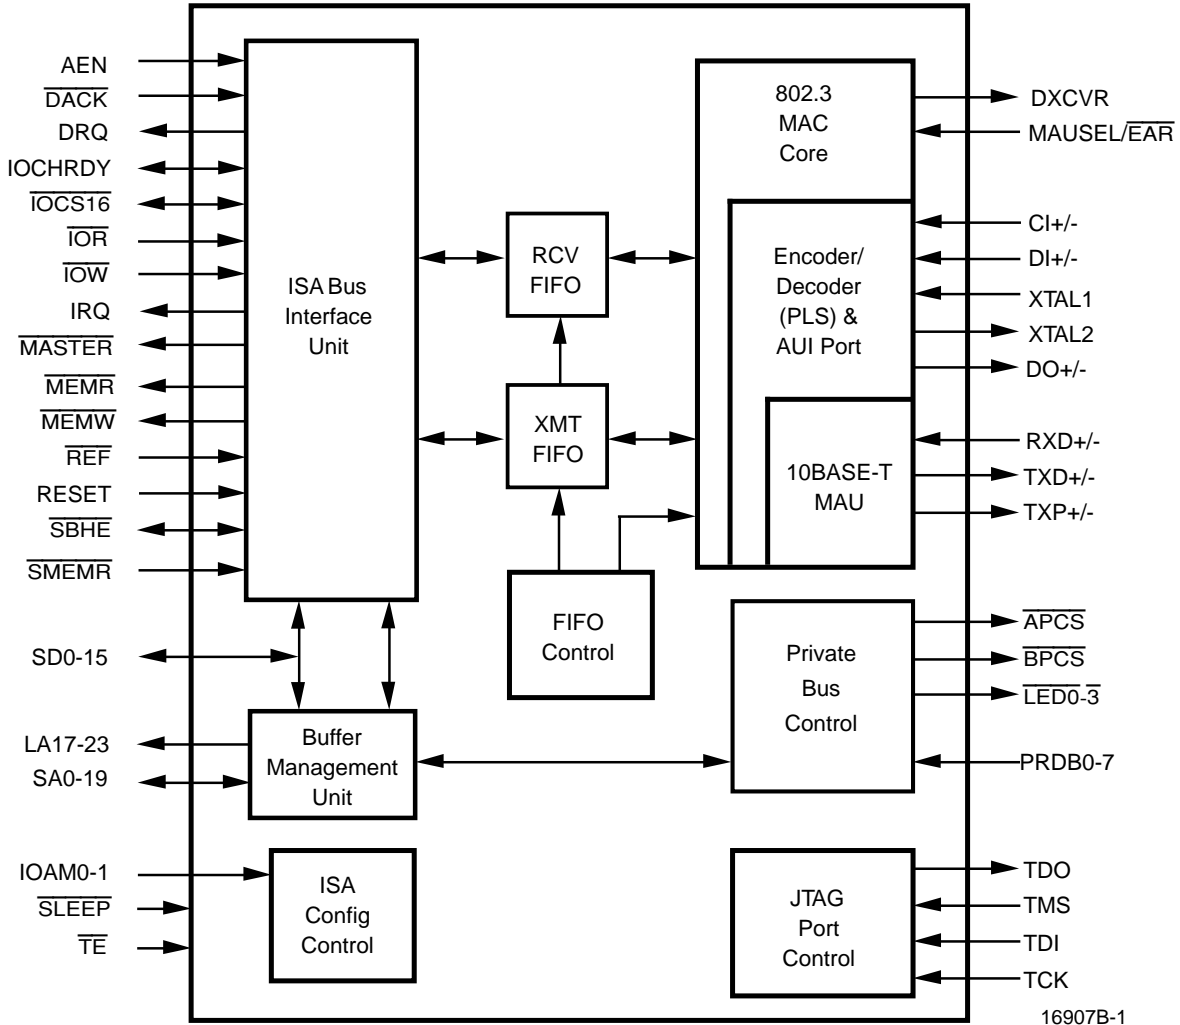 AEN
DACK
DRQ
IOCHRDY
IOCS16
IOR
IOW
IRQ
MASTER
MEMR
MEMW
REF
RESET
SBHE
SMEMR
SD0-15
LA17-23
SA0-19
IOAM0-1
SLEEP
TE
ISA Bus
Interface
Unit
Buffer
Management
Unit
ISA
Config
Control
RCV
FIFO
XMT
FIFO
FIFO
Control
802.3
MAC
Core
Encoder/
Decoder
(PLS) &
AUI Port
10BASE-T
MAU
Private
Bus
Control
JTAG
Port
Control
DXCVR
MAUSEL/EAR
CI+/-
DI+/-
XTAL1
XTAL2
DO+/-
RXD+/-
TXD+/-
TXP+/-
APCS
BPCS
LED0-3
PRDB0-7
TDO
TMS
TDI
TCK
16907B-1